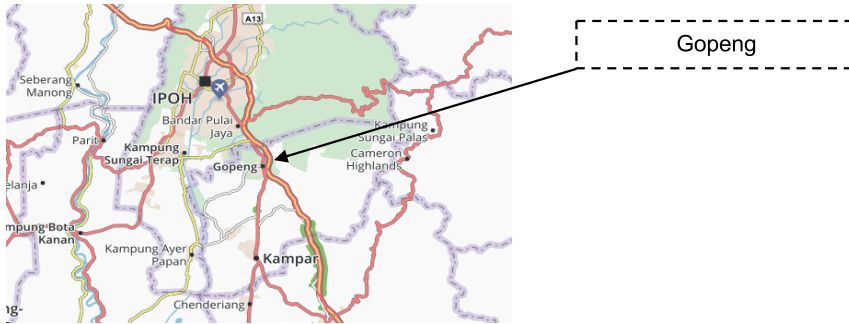 A13
Gopeng
Seberang
Manong
IPOH
Bandar Pulai
Jaya
Kampung
Sungai Palas
Parit
Kampung
Sungai Terap
Cameron
Highlands
Gopeng
elanja
mpung Bota
Kanan
Kampung Ayer
Papan
Kampar
Chenderiang
ng-